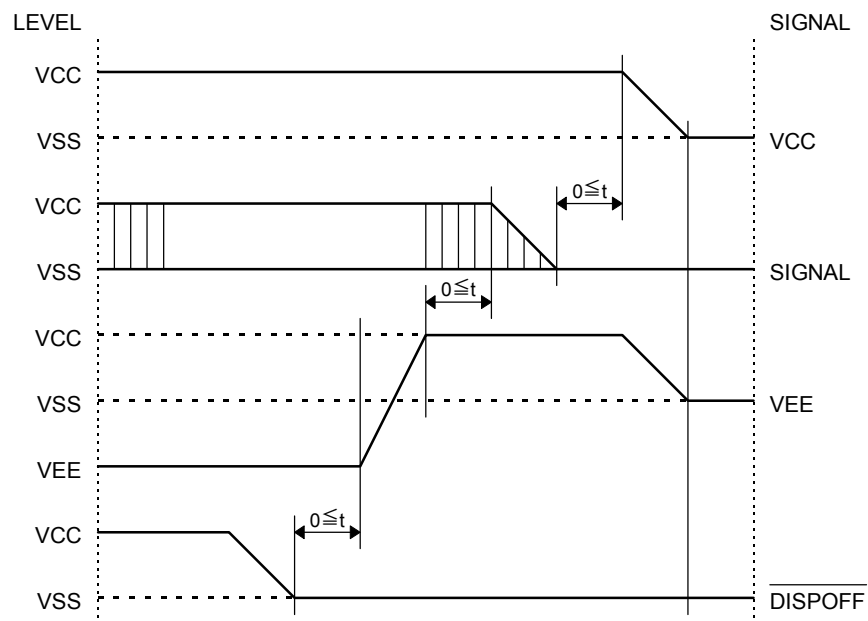 LEVEL SIGNAL
VCC
VSS VCC
VCC 0≦t
VSS SIGNAL
0≦t
VCC
VSS VEE
VEE
VCC 0≦t
VSS DISPOFF